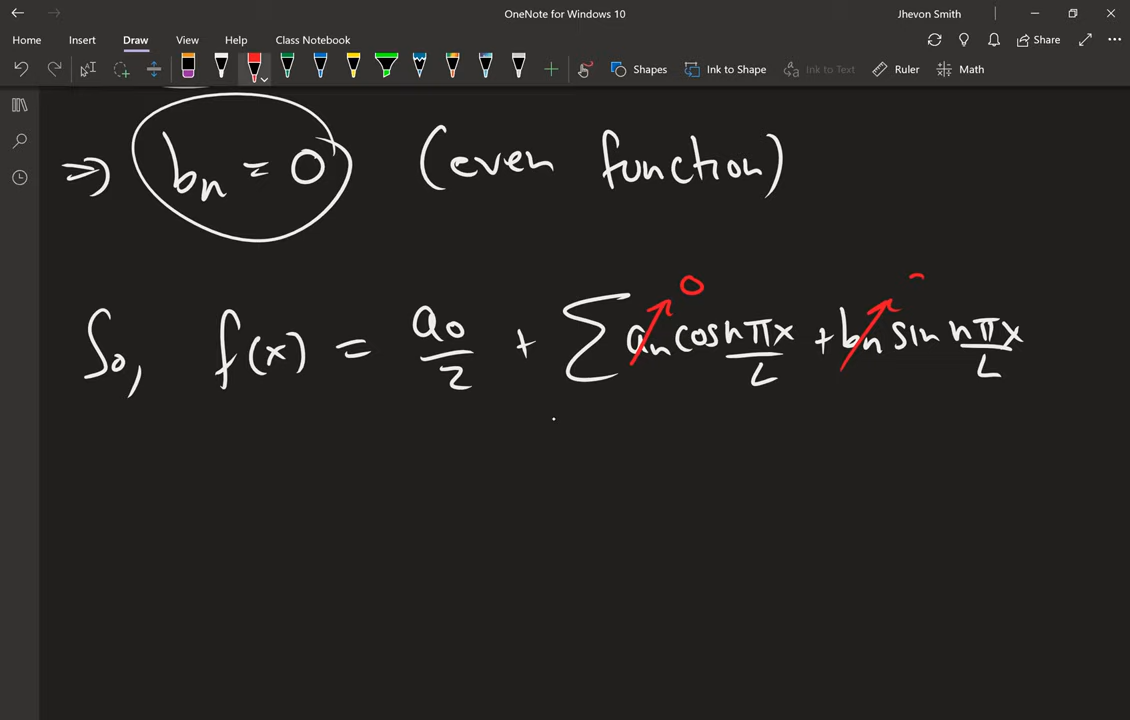 OneNote for Windows 10
Jhevon Smith
Home Insert Draw View Help Class Notebook Share
Shapes Ink to Shape Ink to Text Ruler Math
⇒ bn = 0 (even function)
0
So, f(x) = a0/2 + ∑ an cos nπx/L + bn sin nπx/L